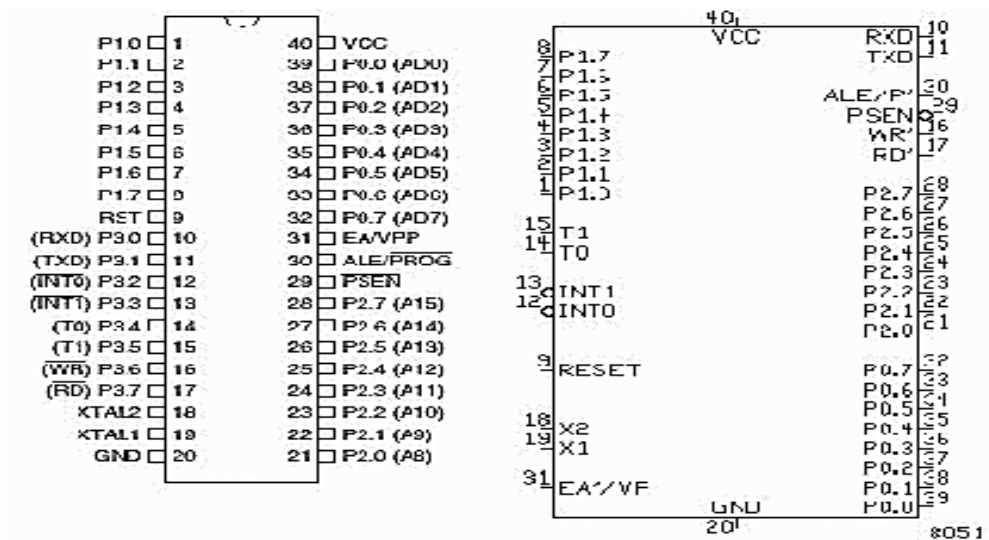 P1.0 1 40 VCC
P1.1 2 39 P0.0 (AD0)
P1.2 3 38 P0.1 (AD1)
P1.3 4 37 P0.2 (AD2)
P1.4 5 36 P0.3 (AD3)
P1.5 6 35 P0.4 (AD4)
P1.6 7 34 P0.5 (AD5)
P1.7 8 33 P0.6 (AD6)
RST 9 32 P0.7 (AD7)
(RXD) P3.0 10 31 EA/VPP
(TXD) P3.1 11 30 ALE/PROG
(INT0) P3.2 12 29 PSEN
(INT1) P3.3 13 28 P2.7 (A15)
(T0) P3.4 14 27 P2.6 (A14)
(T1) P3.5 15 26 P2.5 (A13)
(WR) P3.6 16 25 P2.4 (A12)
(RD) P3.7 17 24 P2.3 (A11)
XTAL2 18 23 P2.2 (A10)
XTAL1 19 22 P2.1 (A9)
GND 20 21 P2.0 (A8)
40
VCC
8 P1.7
7 P1.6
6 P1.5
5 P1.4
4 P1.3
3 P1.2
2 P1.1
1 P1.0
15 T1
14 T0
13 INT1
12 INT0
9 RESET
18 X2
19 X1
31 EA'/VP
RXD 10
TXD 11
ALE/P' 30
PSEN 29
WR' 16
RD' 17
P2.7 28
P2.6 27
P2.5 26
P2.4 25
P2.3 24
P2.2 23
P2.1 22
P2.0 21
P0.7 32
P0.6 33
P0.5 34
P0.4 35
P0.3 36
P0.2 37
P0.1 38
P0.0 39
GND
20
8051